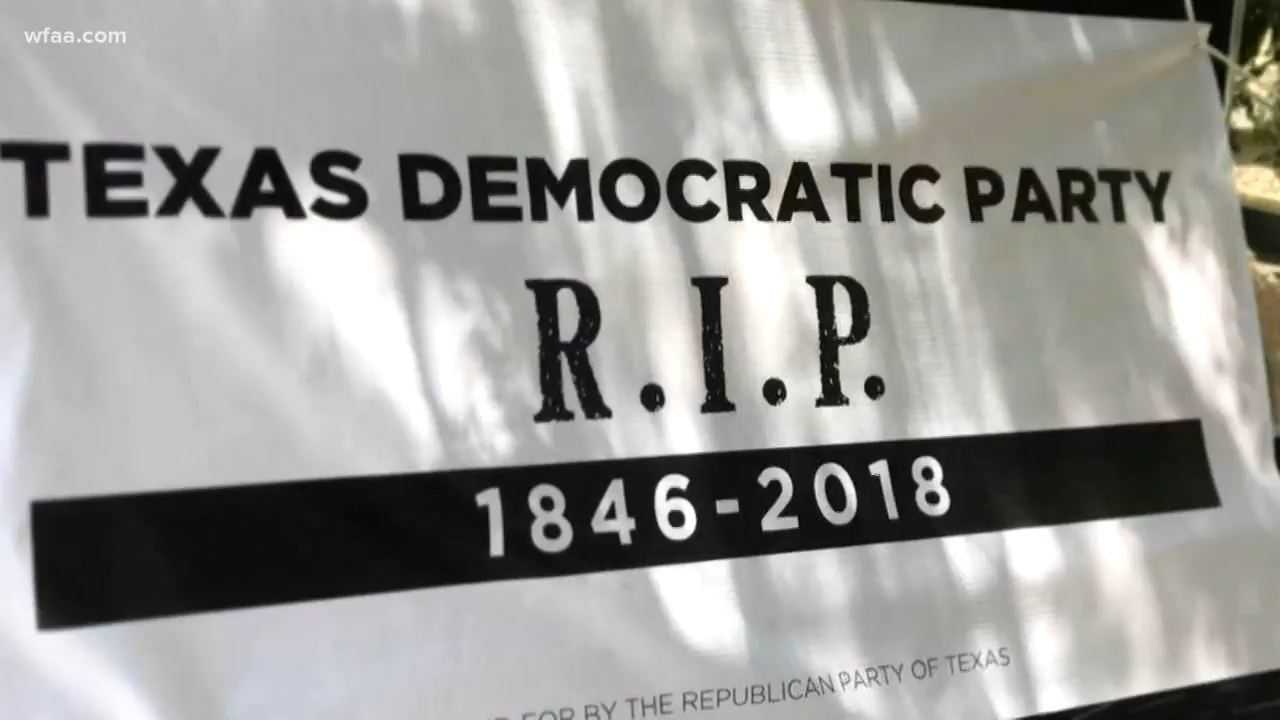 wfaa.com
TEXAS DEMOCRATIC PARTY
R.I.P.
1846-2018
FOR BY THE REPUBLICAN PARTY OF TEXAS